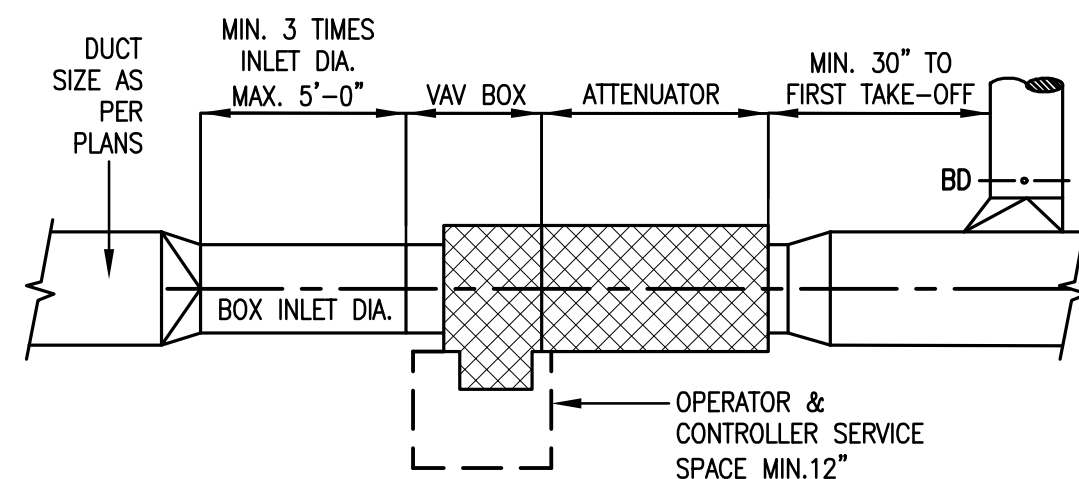 DUCT
SIZE AS
PER
PLANS
MIN. 3 TIMES
INLET DIA.
MAX. 5'-0"
VAV BOX
ATTENUATOR
MIN. 30" TO
FIRST TAKE-OFF
BD
BOX INLET DIA.
OPERATOR &
CONTROLLER SERVICE
SPACE MIN.12"